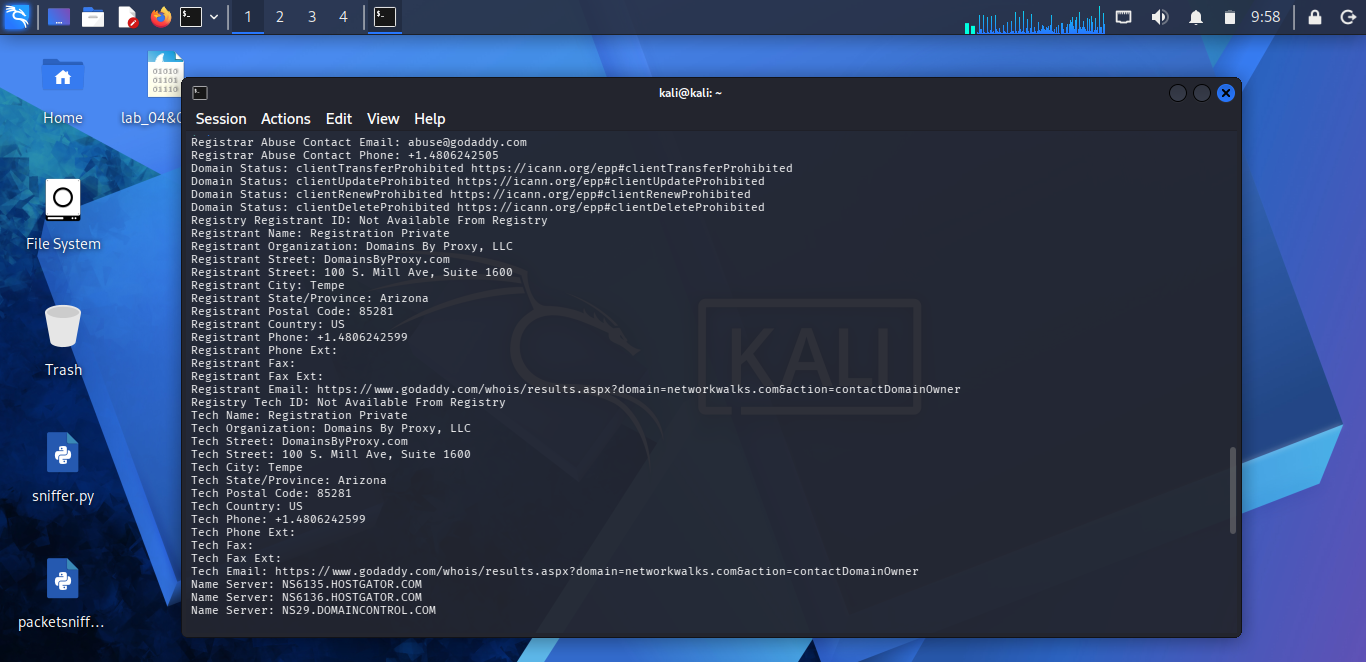 1 2 3 4
9:58
Home
lab_04&0
File System
Trash
sniffer.py
packetsniff...
kali@kali: ~
Session Actions Edit View Help
Registrar Abuse Contact Email: abuse@godaddy.com
Registrar Abuse Contact Phone: +1.4806242505
Domain Status: clientTransferProhibited https://icann.org/epp#clientTransferProhibited
Domain Status: clientUpdateProhibited https://icann.org/epp#clientUpdateProhibited
Domain Status: clientRenewProhibited https://icann.org/epp#clientRenewProhibited
Domain Status: clientDeleteProhibited https://icann.org/epp#clientDeleteProhibited
Registry Registrant ID: Not Available From Registry
Registrant Name: Registration Private
Registrant Organization: Domains By Proxy, LLC
Registrant Street: DomainsByProxy.com
Registrant Street: 100 S. Mill Ave, Suite 1600
Registrant City: Tempe
Registrant State/Province: Arizona
Registrant Postal Code: 85281
Registrant Country: US
Registrant Phone: +1.4806242599
Registrant Phone Ext:
Registrant Fax:
Registrant Fax Ext:
Registrant Email: https://www.godaddy.com/whois/results.aspx?domain=networkwalks.com&action=contactDomainOwner
Registry Tech ID: Not Available From Registry
Tech Name: Registration Private
Tech Organization: Domains By Proxy, LLC
Tech Street: DomainsByProxy.com
Tech Street: 100 S. Mill Ave, Suite 1600
Tech City: Tempe
Tech State/Province: Arizona
Tech Postal Code: 85281
Tech Country: US
Tech Phone: +1.4806242599
Tech Phone Ext:
Tech Fax:
Tech Fax Ext:
Tech Email: https://www.godaddy.com/whois/results.aspx?domain=networkwalks.com&action=contactDomainOwner
Name Server: NS6135.HOSTGATOR.COM
Name Server: NS6136.HOSTGATOR.COM
Name Server: NS29.DOMAINCONTROL.COM
KALI
01010
01101
01110